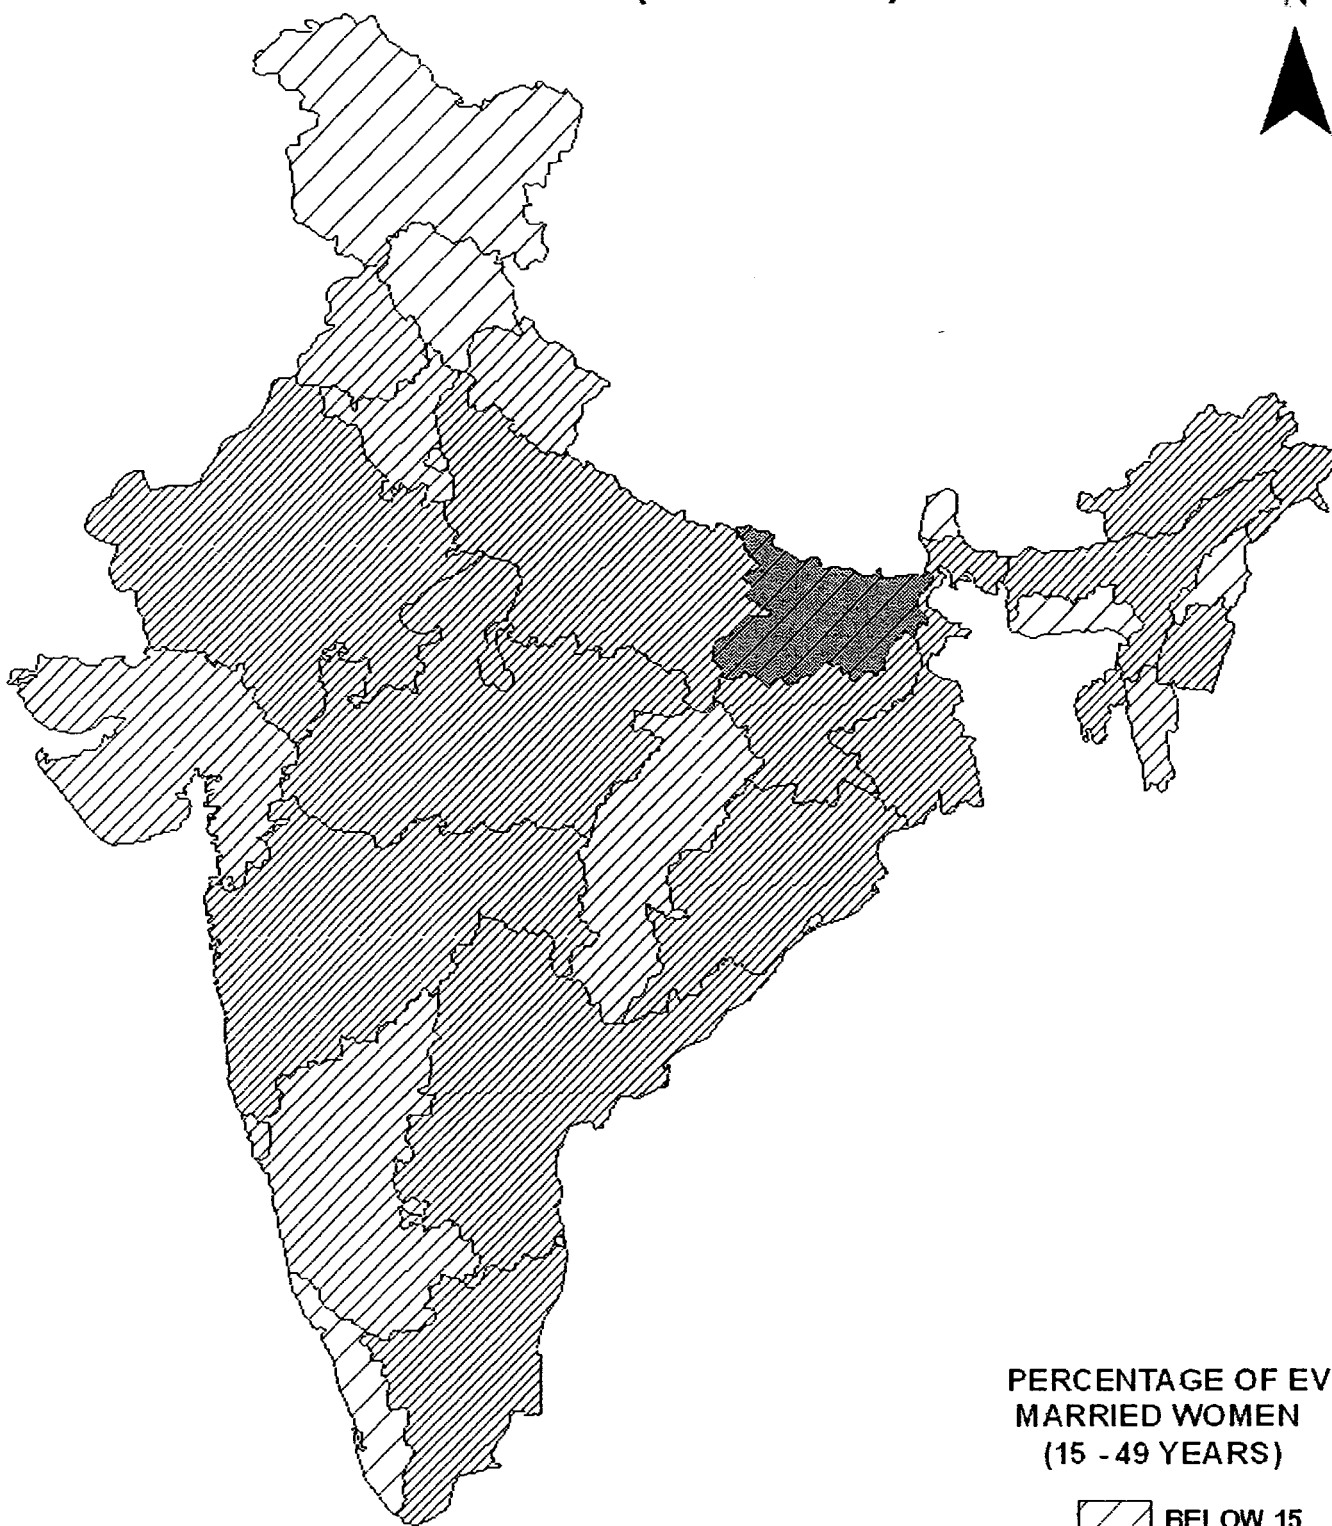 N
PERCENTAGE OF EV
MARRIED WOMEN
(15 - 49 YEARS)
BELOW 15